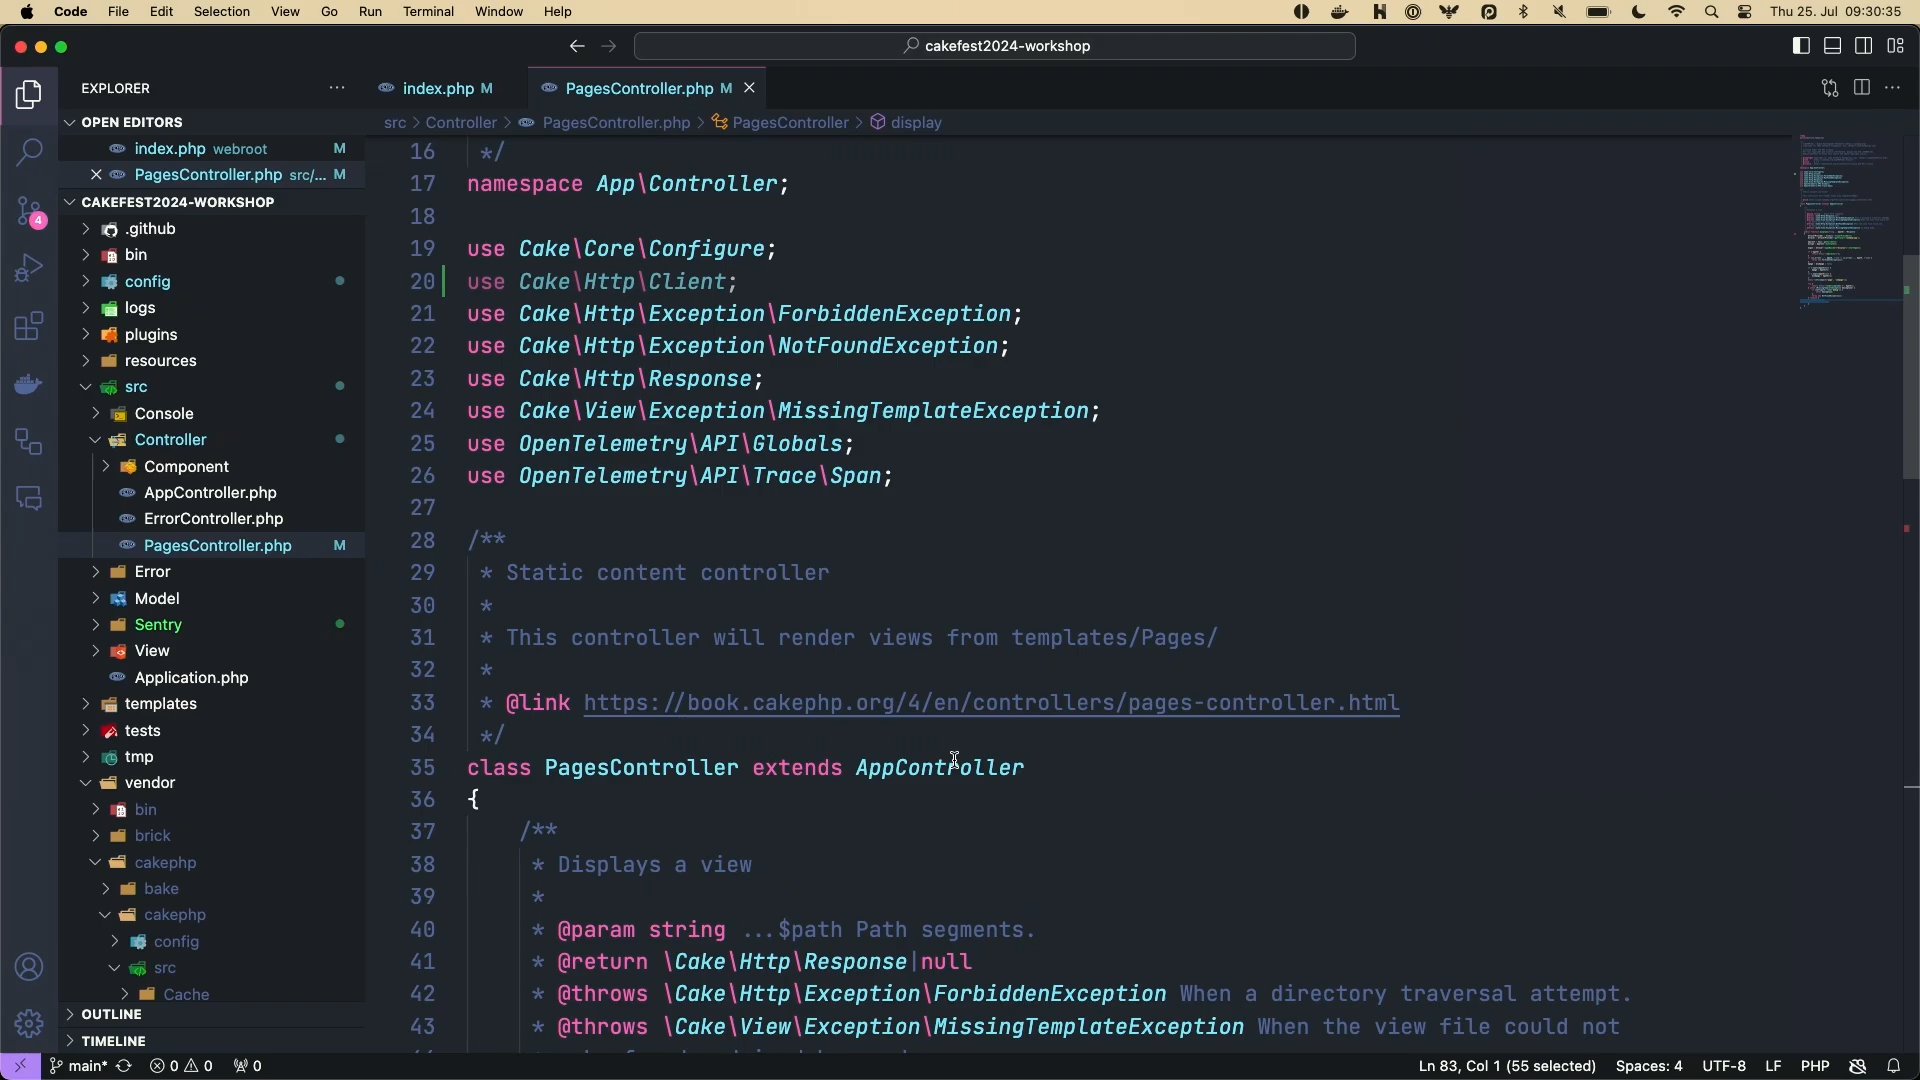 Code File Edit Selection View Go Run Terminal Window Help Thu 25. Jul 09:30:35
cakefest2024-workshop
EXPLORER
index.php M
PagesController.php M
OPEN EDITORS
src > Controller > PagesController.php > PagesController > display
index.php webroot M
PagesController.php src/... M
CAKEFEST2024-WORKSHOP
.github
bin
config
logs
plugins
resources
src
Console
Controller
Component
AppController.php
ErrorController.php
PagesController.php M
Error
Model
Sentry
View
Application.php
templates
tests
tmp
vendor
bin
brick
cakephp
bake
cakephp
config
src
Cache
OUTLINE
TIMELINE
4
16 */
17 namespace App\Controller;
18
19 use Cake\Core\Configure;
20 use Cake\Http\Client;
21 use Cake\Http\Exception\ForbiddenException;
22 use Cake\Http\Exception\NotFoundException;
23 use Cake\Http\Response;
24 use Cake\View\Exception\MissingTemplateException;
25 use OpenTelemetry\API\Globals;
26 use OpenTelemetry\API\Trace\Span;
27
28 /**
29 * Static content controller
30 *
31 * This controller will render views from templates/Pages/
32 *
33 * @link https://book.cakephp.org/4/en/controllers/pages-controller.html
34 */
35 class PagesController extends AppController
36 {
37 /**
38 * Displays a view
39 *
40 * @param string ...$path Path segments.
41 * @return \Cake\Http\Response|null
42 * @throws \Cake\Http\Exception\ForbiddenException When a directory traversal attempt.
43 * @throws \Cake\View\Exception\MissingTemplateException When the view file could not
main* 0 0 0 Ln 83, Col 1 (55 selected) Spaces: 4 UTF-8 LF PHP